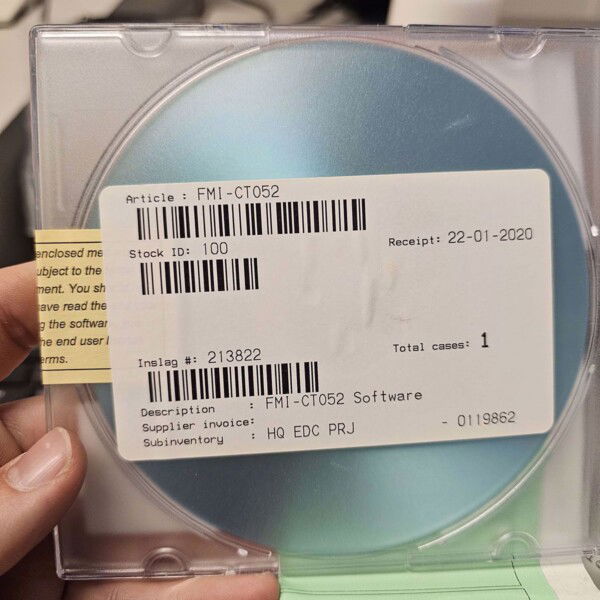 Article : FMI-CT052
Stock ID: 100
Receipt: 22-01-2020
enclosed me
ubject to the
ment. You sh
ave read the
g the softwar
ne end user l
erms.
Inslag #: 213822
Total cases: 1
Description : FMI-CT052 Software
Supplier invoice:
Subinventory : HQ EDC PRJ - 0119862